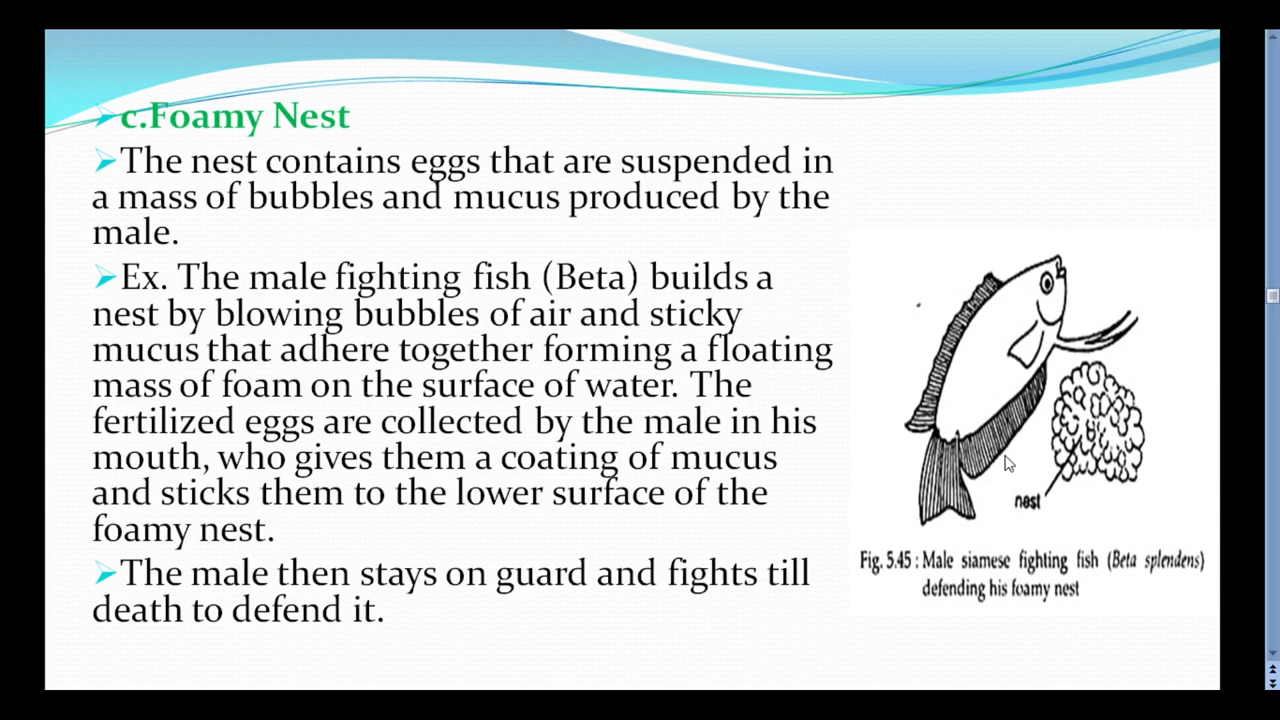 c.Foamy Nest
The nest contains eggs that are suspended in
a mass of bubbles and mucus produced by the
male.
Ex. The male fighting fish (Beta) builds a
nest by blowing bubbles of air and sticky
mucus that adhere together forming a floating
mass of foam on the surface of water. The
fertilized eggs are collected by the male in his
mouth, who gives them a coating of mucus
and sticks them to the lower surface of the
foamy nest.
The male then stays on guard and fights till
death to defend it.
nest
Fig. 5.45 : Male siamese fighting fish (Beta splendens)
defending his foamy nest